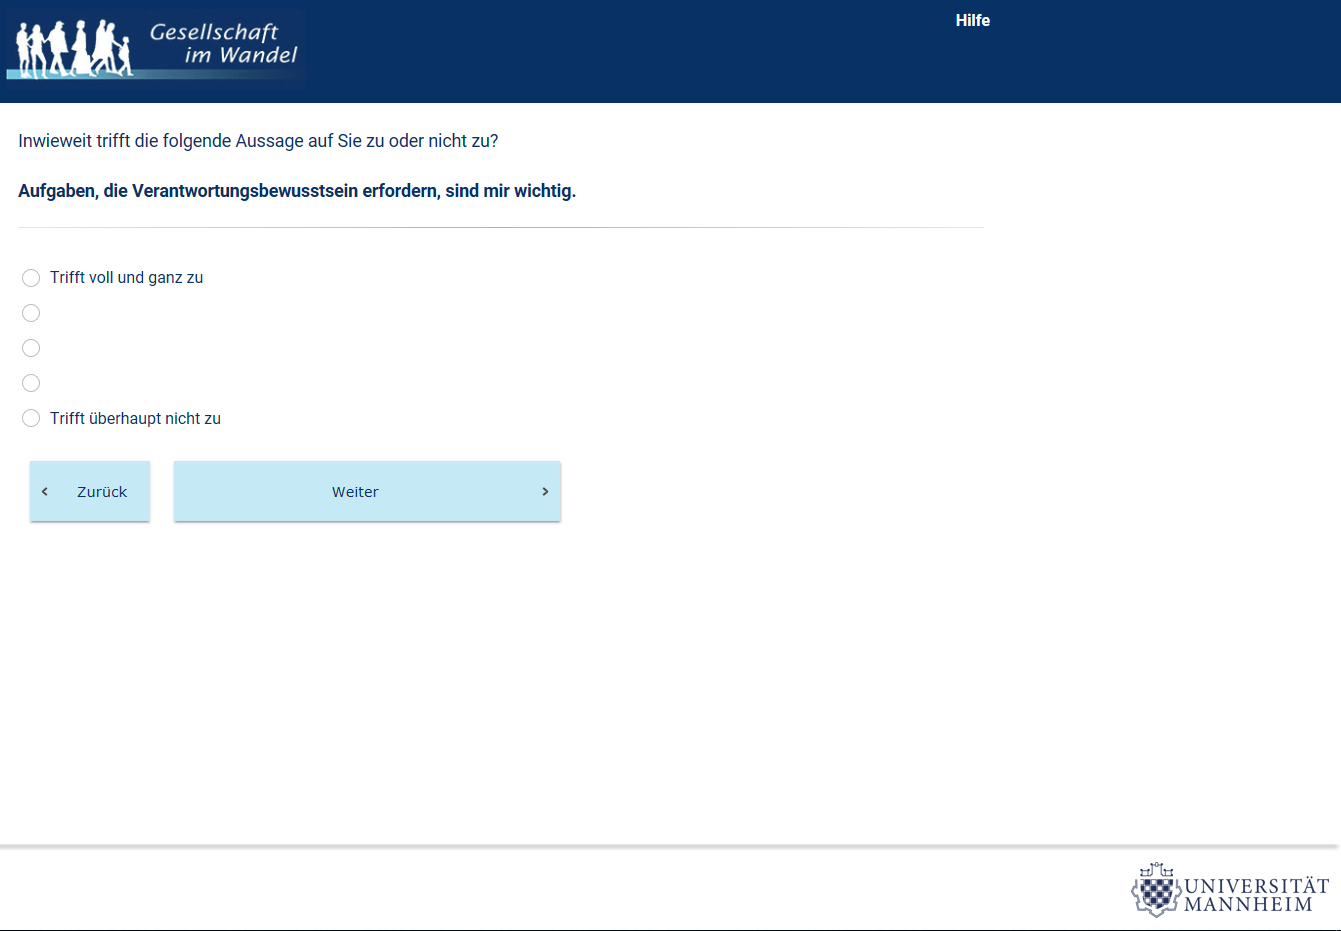 Gesellschaft
im Wandel
Hilfe
Inwieweit trifft die folgende Aussage auf Sie zu oder nicht zu?
Aufgaben, die Verantwortungsbewusstsein erfordern, sind mir wichtig.
Trifft voll und ganz zu
Trifft überhaupt nicht zu
Zurück
Weiter
UNIVERSITÄT
MANNHEIM